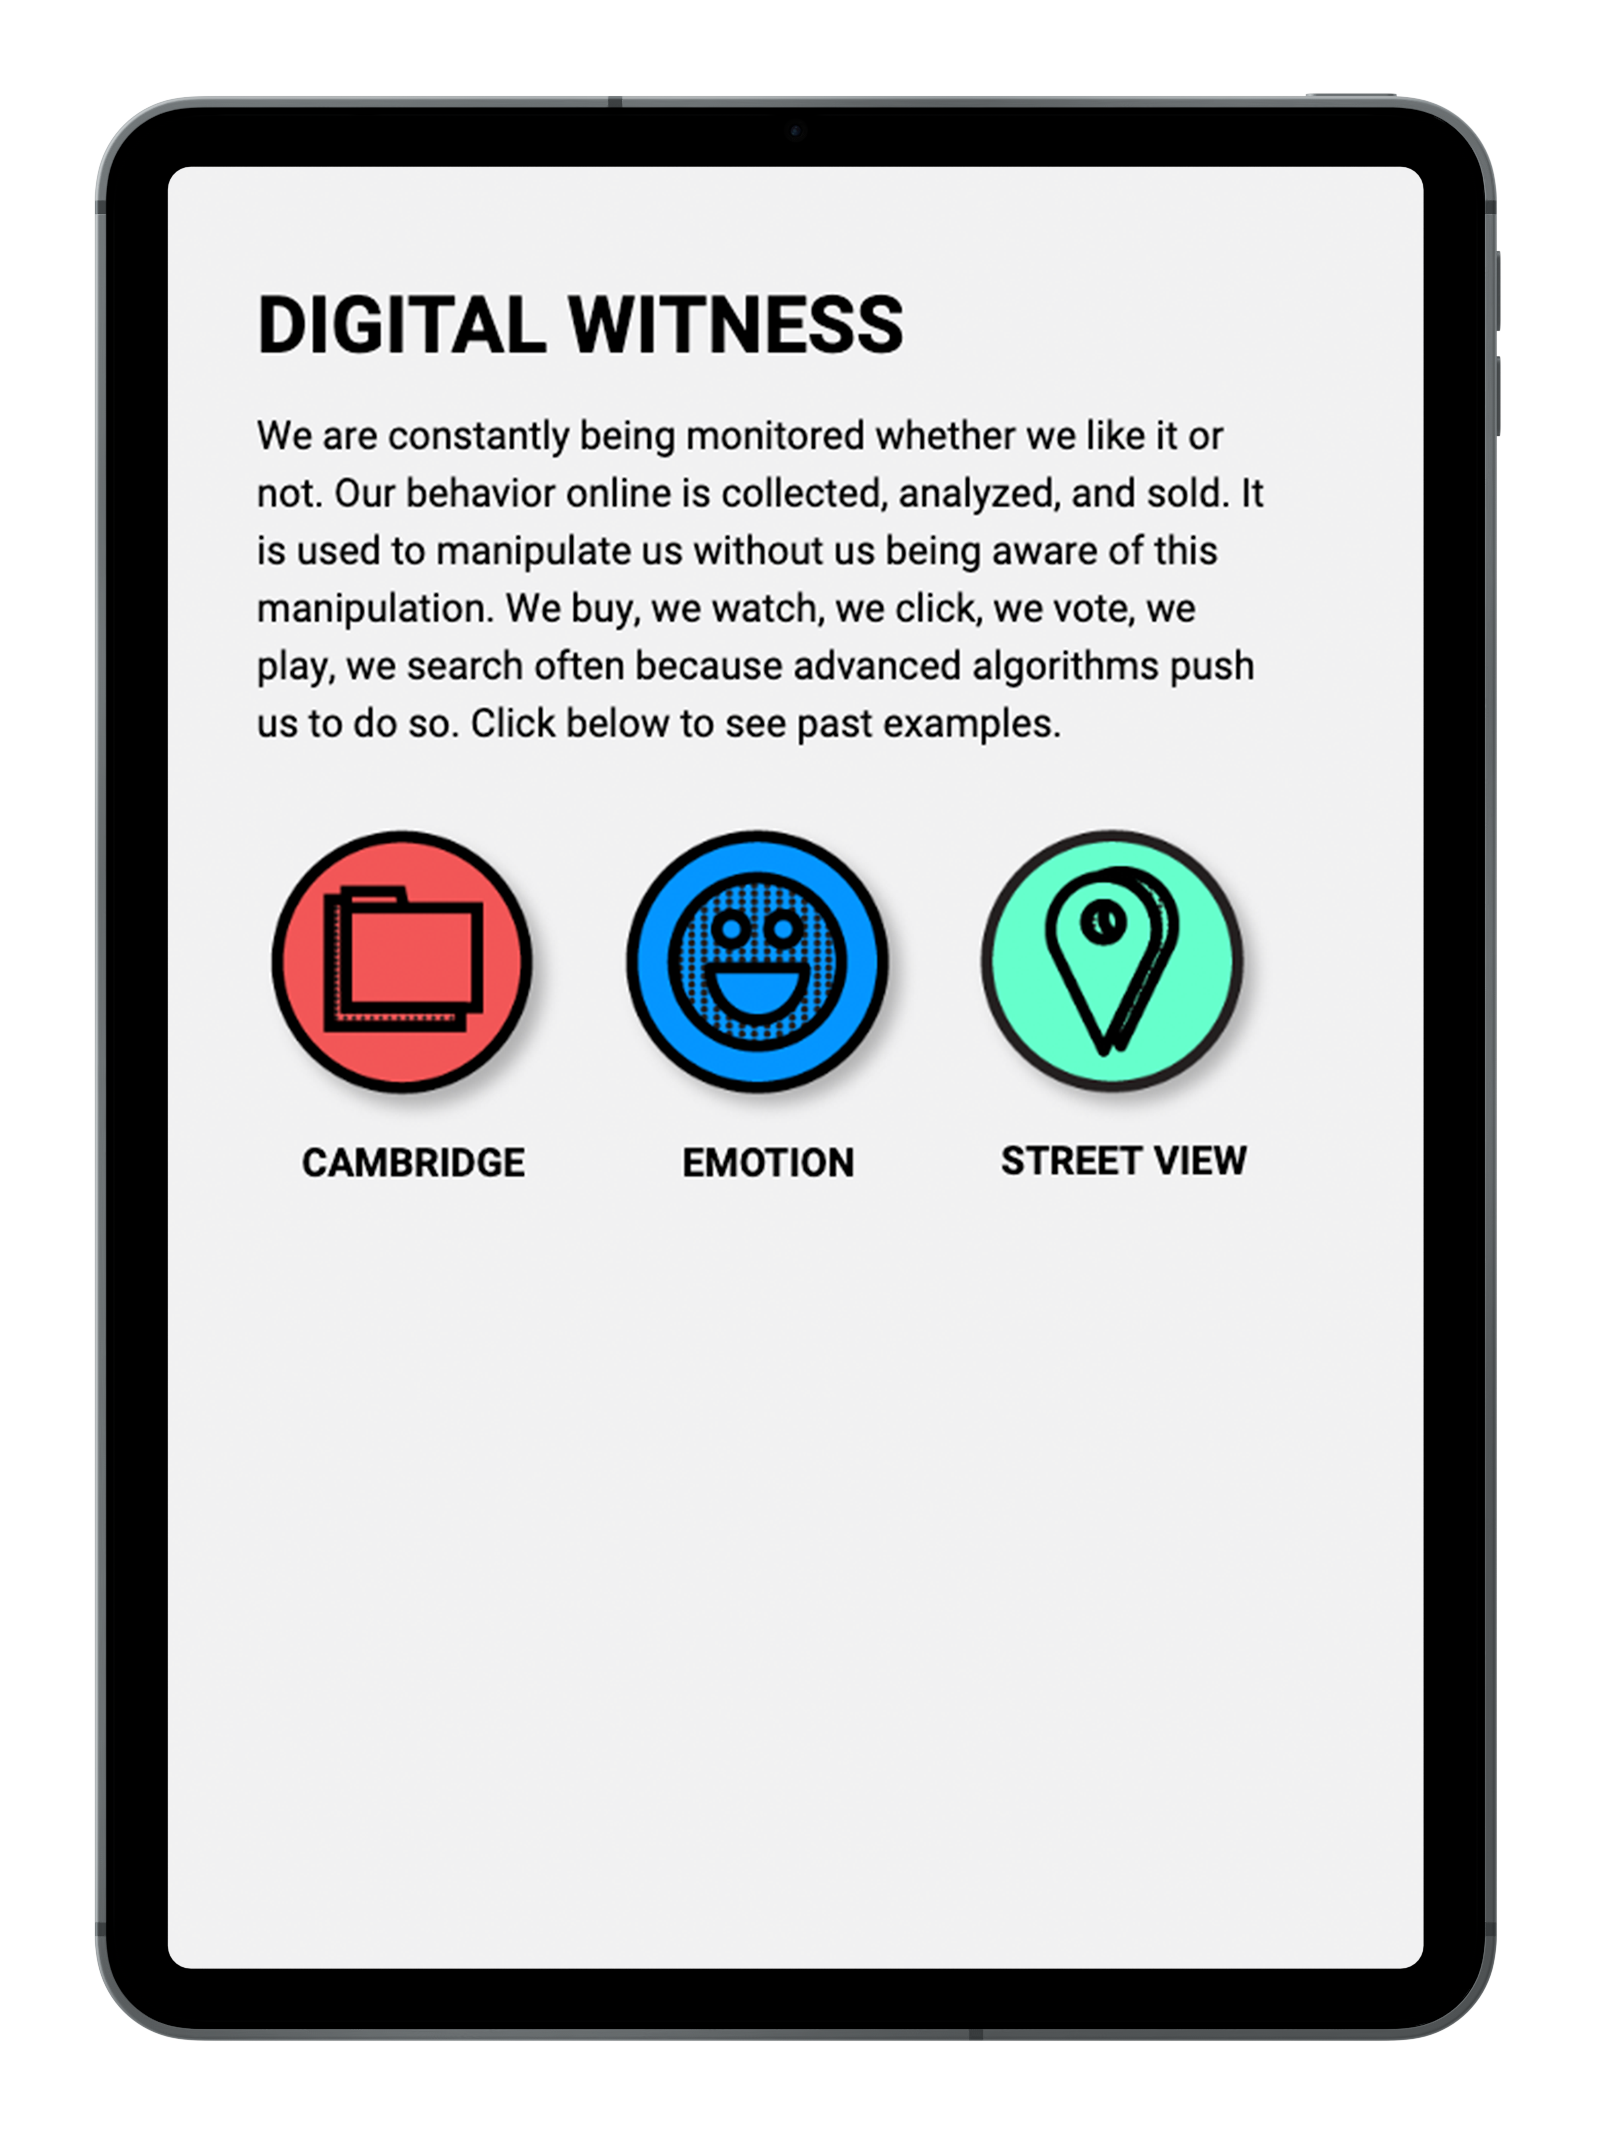 DIGITAL WITNESS
We are constantly being monitored whether we like it or
not. Our behavior online is collected, analyzed, and sold. It
is used to manipulate us without us being aware of this
manipulation. We buy, we watch, we click, we vote, we
play, we search often because advanced algorithms push
us to do so. Click below to see past examples.
CAMBRIDGE
EMOTION
STREET VIEW